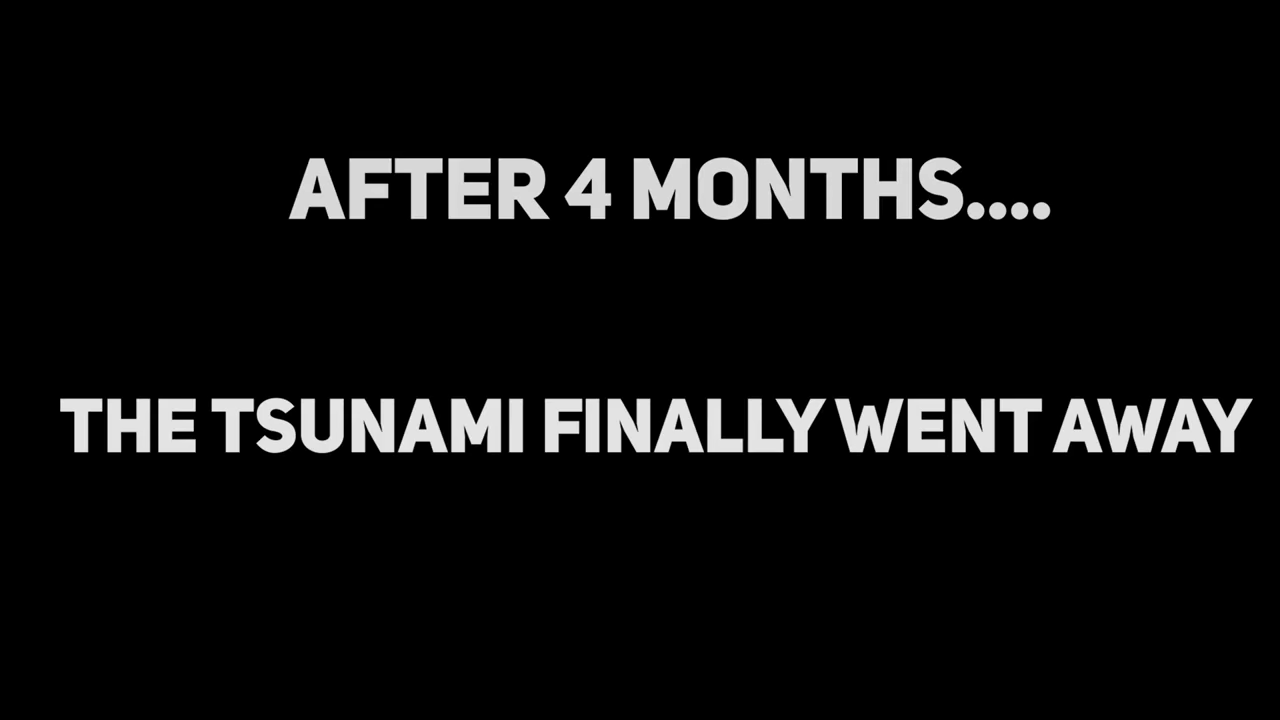 AFTER 4 MONTHS....
THE TSUNAMI FINALLY WENT AWAY